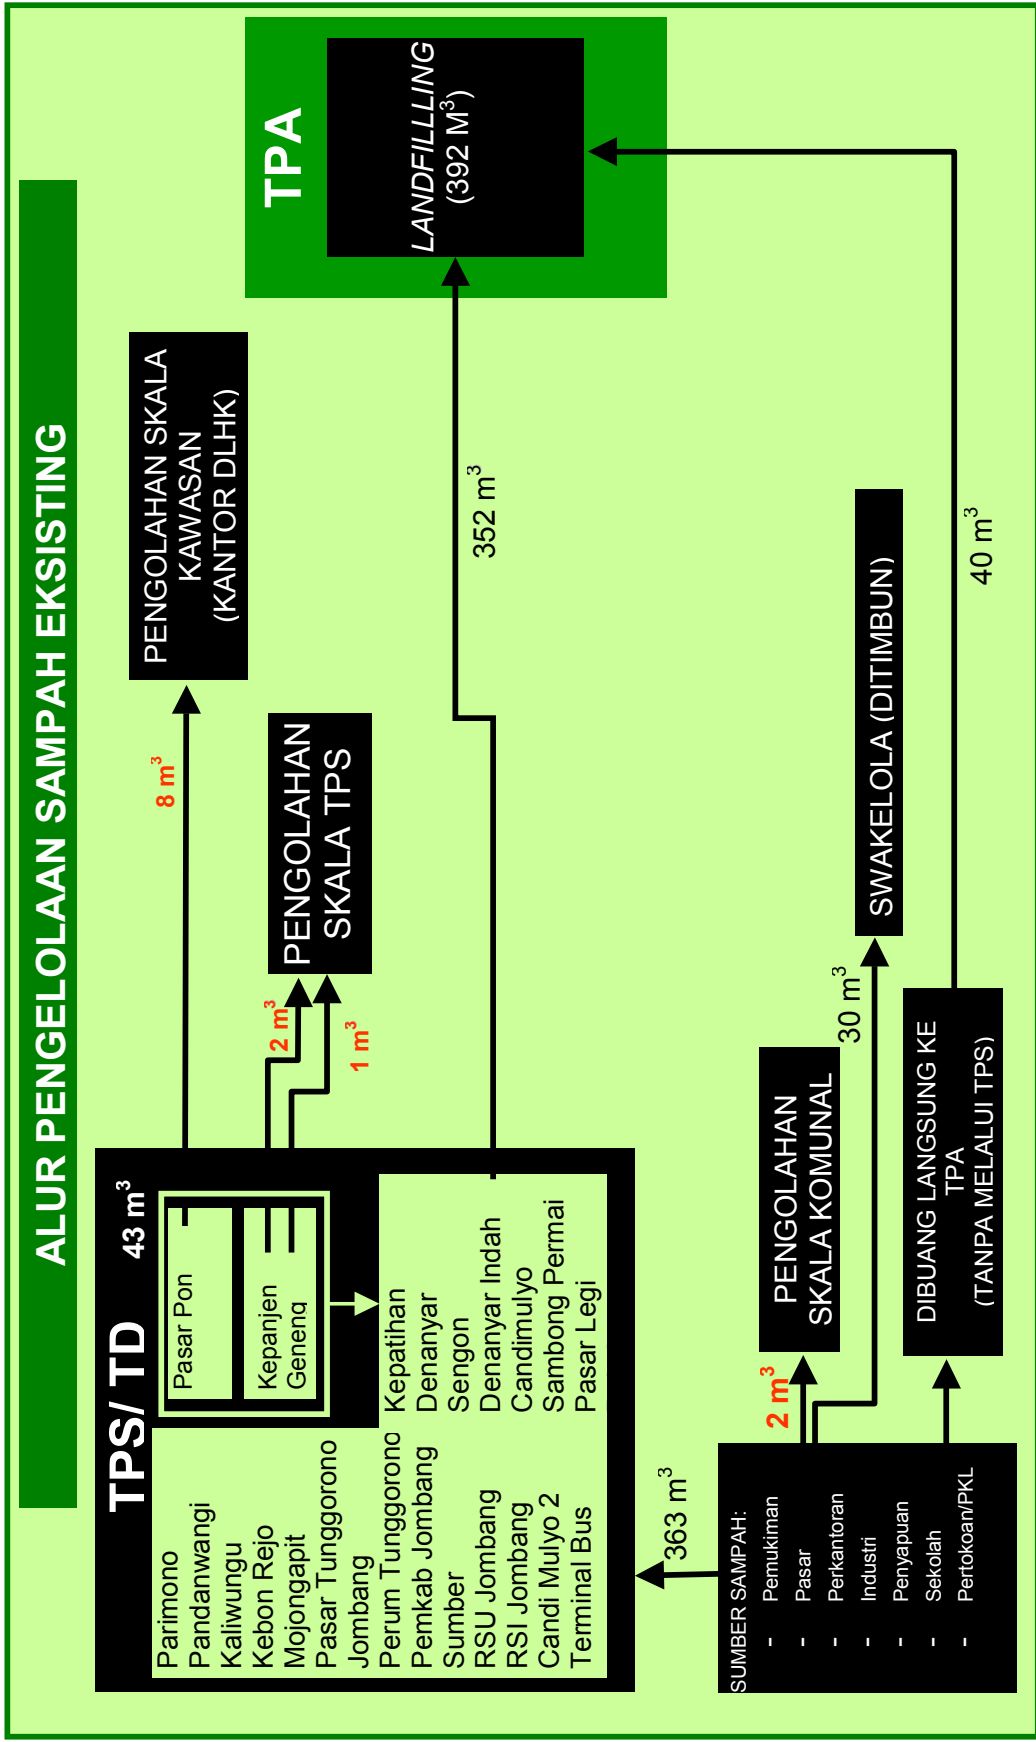 ALUR PENGELOLAAN SAMPAH EKSISTING
TPS/ TD
43 m³
Parimono
Pandanwangi
Kaliwungu
Kebon Rejo
Mojongapit
Pasar Tunggorono
Jombang
Perum Tunggorono
Pemkab Jombang
Sumber
RSU Jombang
RSI Jombang
Candi Mulyo 2
Terminal Bus
Pasar Pon
Kepanjen
Geneng
Kepatihan
Denanyar
Sengon
Denanyar Indah
Candimulyo
Sambong Permai
Pasar Legi
8 m³
PENGOLAHAN SKALA
KAWASAN
(KANTOR DLHK)
2 m³
1 m³
PENGOLAHAN
SKALA TPS
352 m³
TPA
LANDFILLLING
(392 M³)
363 m³
SUMBER SAMPAH:
- Pemukiman
- Pasar
- Perkantoran
- Industri
- Penyapuan
- Sekolah
- Pertokoan/PKL
2 m³
PENGOLAHAN
SKALA KOMUNAL
30 m³
SWAKELOLA (DITIMBUN)
DIBUANG LANGSUNG KE
TPA
(TANPA MELALUI TPS)
40 m³